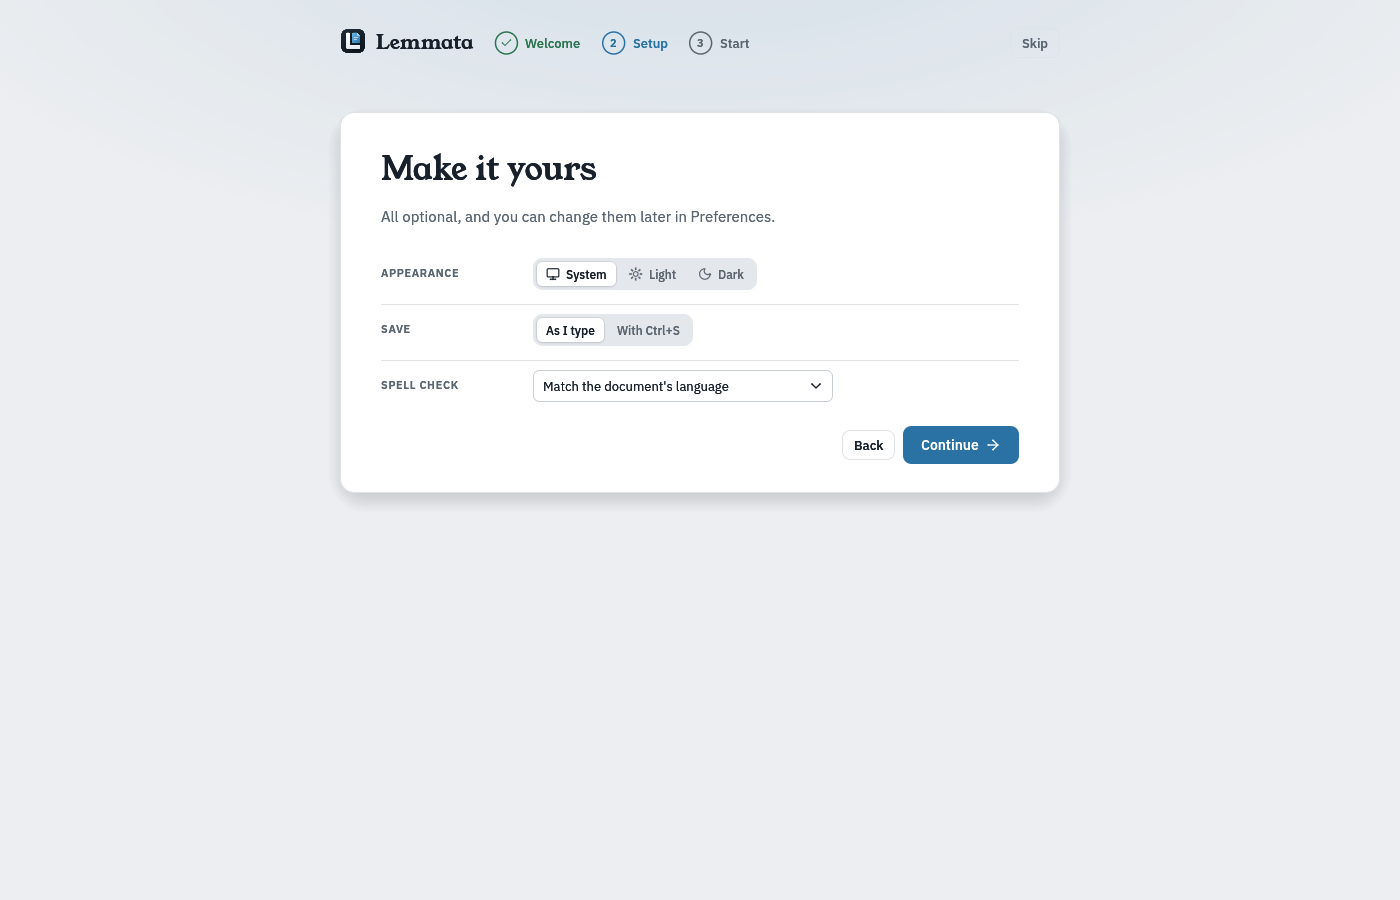 Lemmata
Welcome
2 Setup
3 Start
Skip
Make it yours
All optional, and you can change them later in Preferences.
APPEARANCE
System
Light
Dark
SAVE
As I type
With Ctrl+S
SPELL CHECK
Match the document's language
Back
Continue